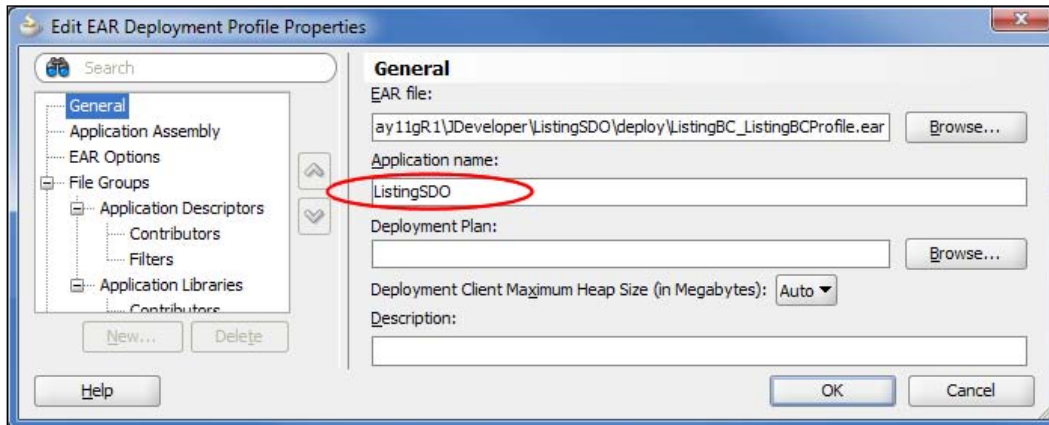 Edit EAR Deployment Profile Properties
Search
General
Application Assembly
EAR Options
File Groups
Application Descriptors
Contributors
Filters
Application Libraries
Contributors
New...
Delete
General
EAR file:
ay11gR1\JDeveloper\ListingSDO\deploy\ListingBC_ListingBCProfile.ear
Browse...
Application name:
ListingSDO
Deployment Plan:
Browse...
Deployment Client Maximum Heap Size (in Megabytes): Auto
Description:
Help
OK
Cancel